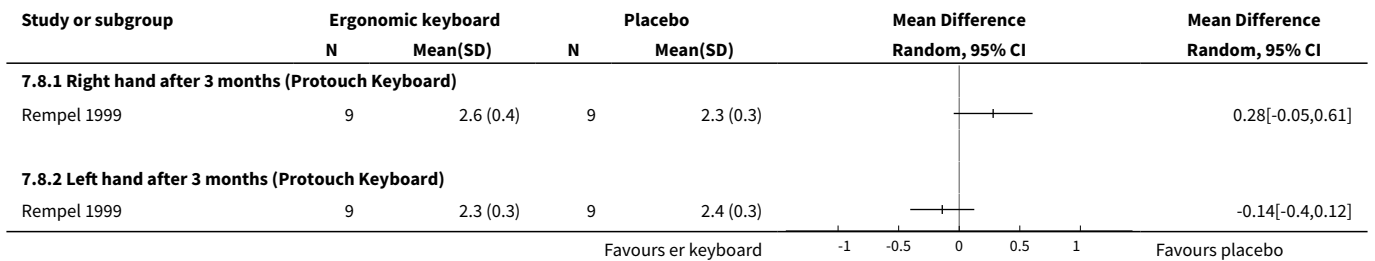 Study or subgroup Ergonomic keyboard Placebo Mean Difference Mean Difference
N Mean(SD) N Mean(SD) Random, 95% CI Random, 95% CI
7.8.1 Right hand after 3 months (Protouch Keyboard)
Rempel 1999 9 2.6 (0.4) 9 2.3 (0.3) 0.28[-0.05,0.61]
7.8.2 Left hand after 3 months (Protouch Keyboard)
Rempel 1999 9 2.3 (0.3) 9 2.4 (0.3) -0.14[-0.4,0.12]
Favours er keyboard -1 -0.5 0 0.5 1 Favours placebo